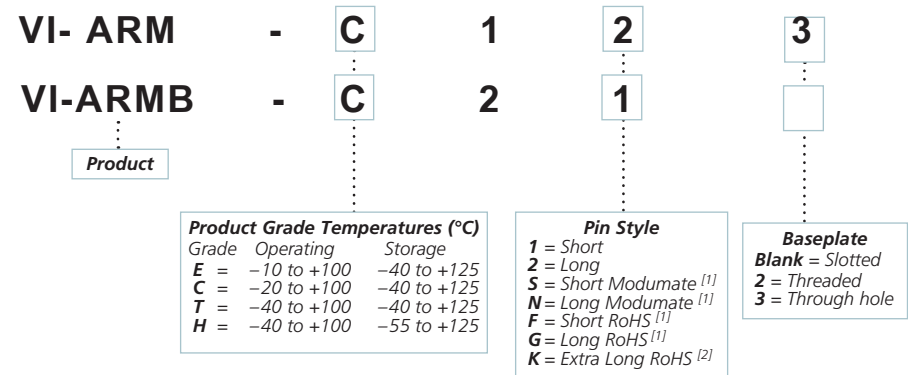 VI- ARM - C 1 2 3
VI-ARMB - C 2 1
Product
Product Grade Temperatures (°C)
Grade Operating Storage
E = –10 to +100 –40 to +125
C = –20 to +100 –40 to +125
T = –40 to +100 –40 to +125
H = –40 to +100 –55 to +125
Pin Style
1 = Short
2 = Long
S = Short Modumate [1]
N = Long Modumate [1]
F = Short RoHS [1]
G = Long RoHS [1]
K = Extra Long RoHS [2]
Baseplate
Blank = Slotted
2 = Threaded
3 = Through hole